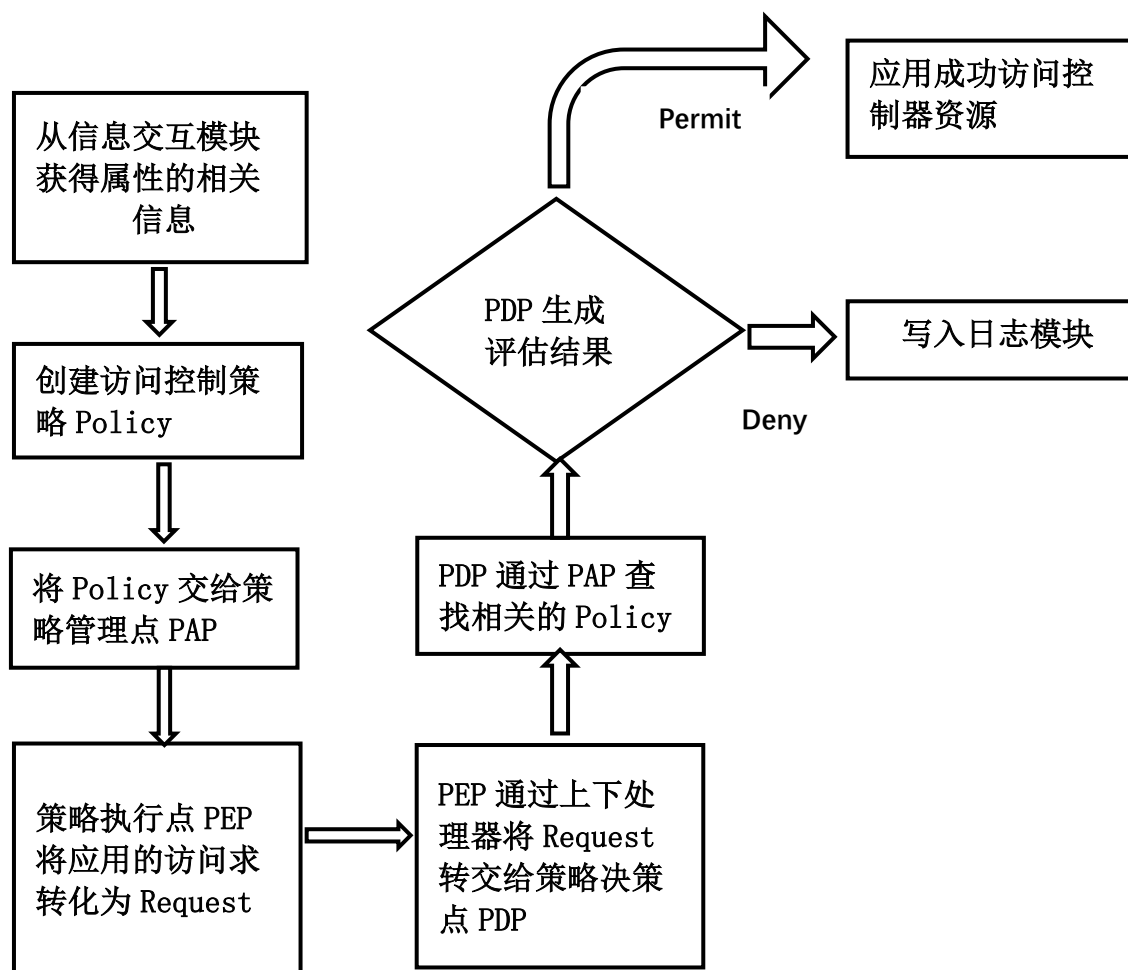 从信息交互模块
获得属性的相关
信息
创建访问控制策
略 Policy
将 Policy 交给策
略管理点 PAP
策略执行点 PEP
将应用的访问求
转化为 Request
PEP 通过上下处
理器将 Request
转交给策略决策
点 PDP
PDP 通过 PAP 查
找相关的 Policy
PDP 生成
评估结果
Permit
应用成功访问控
制器资源
Deny
写入日志模块